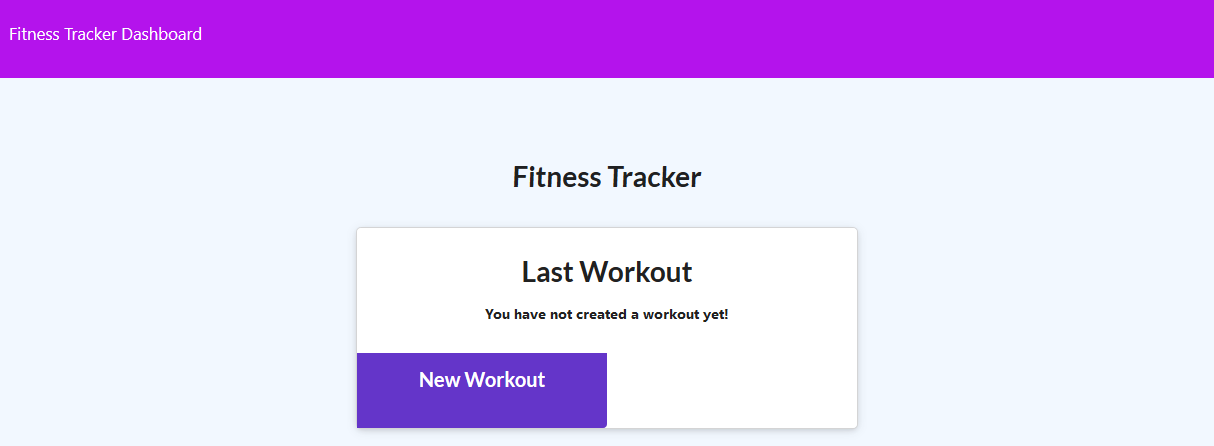 Fitness Tracker Dashboard
Fitness Tracker
Last Workout
You have not created a workout yet!
New Workout